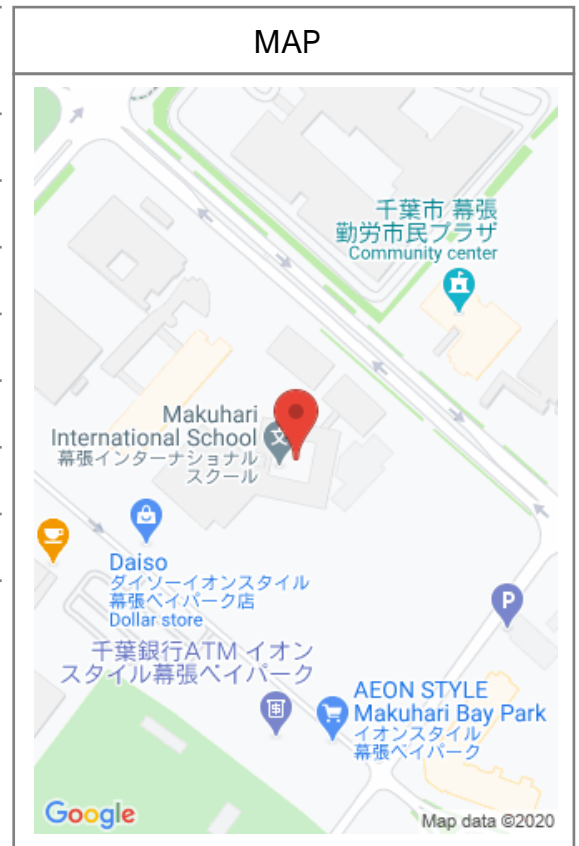 MAP
千葉市 幕張
勤労市民プラザ
Community center
Makuhari
International School
幕張インターナショナル
スクール
文
Daiso
ダイソーイオンスタイル
幕張ベイパーク店
Dollar store
P
千葉銀行ATM イオン
スタイル幕張ベイパーク
AEON STYLE
Makuhari Bay Park
イオンスタイル
幕張ベイパーク
Google
Map data ©2020